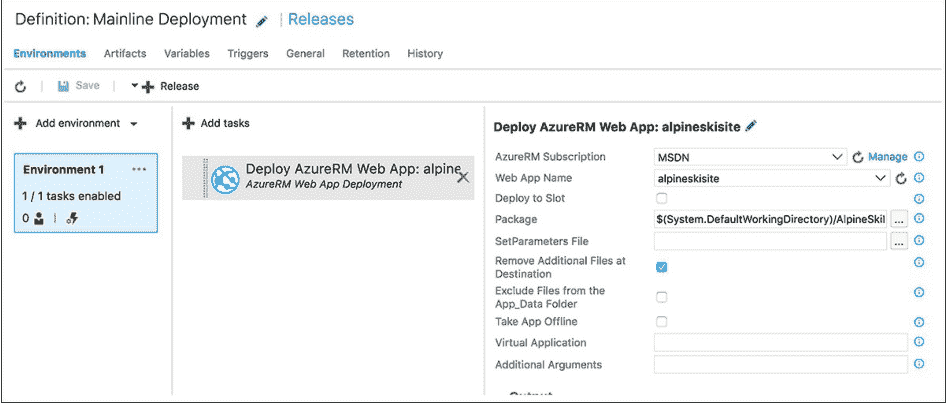 Definition: Mainline Deployment | Releases
Environments Artifacts Variables Triggers General Retention History
Save | Release
Add environment
Environment 1 ...
1 / 1 tasks enabled
0
Add tasks
Deploy AzureRM Web App: alpine
AzureRM Web App Deployment
Deploy AzureRM Web App: alpineskisite
AzureRM Subscription MSDN Manage
Web App Name alpineskisite
Deploy to Slot
Package $(System.DefaultWorkingDirectory)/AlpineSkil ...
SetParameters File ...
Remove Additional Files at
Destination
Exclude Files from the
App_Data Folder
Take App Offline
Virtual Application
Additional Arguments
Output